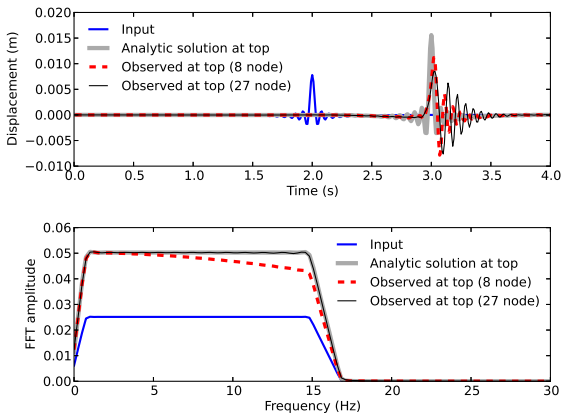 0.020
0.015
0.010
0.005
0.000
−0.005
−0.010
Displacement (m)
Input
Analytic solution at top
Observed at top (8 node)
Observed at top (27 node)
0.0 0.5 1.0 1.5 2.0 2.5 3.0 3.5 4.0
Time (s)
0.06
0.05
0.04
0.03
0.02
0.01
0.00
FFT amplitude
Input
Analytic solution at top
Observed at top (8 node)
Observed at top (27 node)
0 5 10 15 20 25 30
Frequency (Hz)